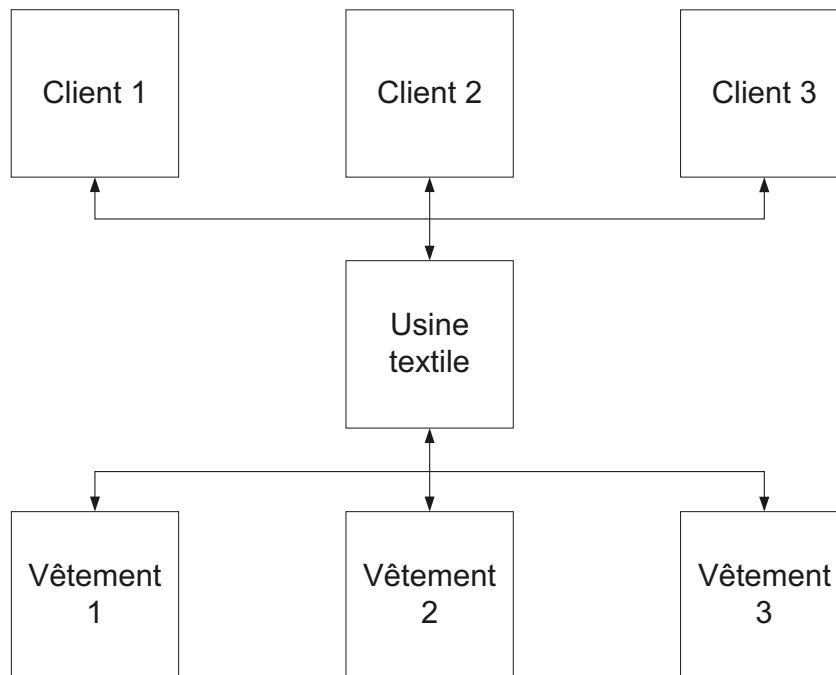 Client 1
Client 2
Client 3
Usine
textile
Vêtement
1
Vêtement
2
Vêtement
3